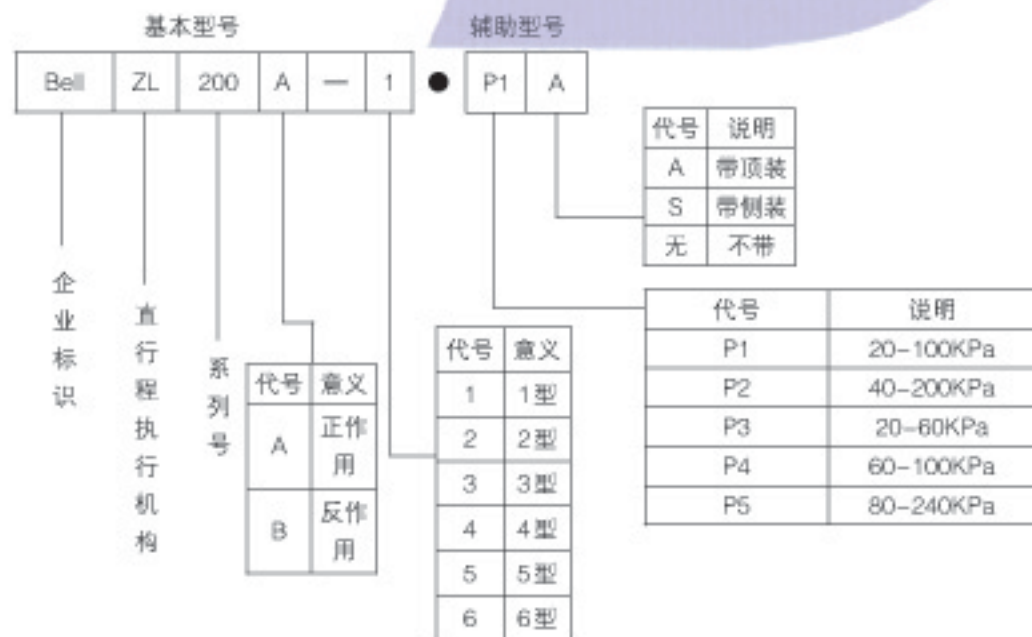 基本型号 辅助型号
Bell ZL 200 A — 1 ● P1 A
代号 说明
A 带顶装
S 带侧装
无 不带
代号 说明
P1 20-100KPa
P2 40-200KPa
P3 20-60KPa
P4 60-100KPa
P5 80-240KPa
企业标识
直行程执行机构
系列号
代号 意义
A 正作用
B 反作用
代号 意义
1 1型
2 2型
3 3型
4 4型
5 5型
6 6型